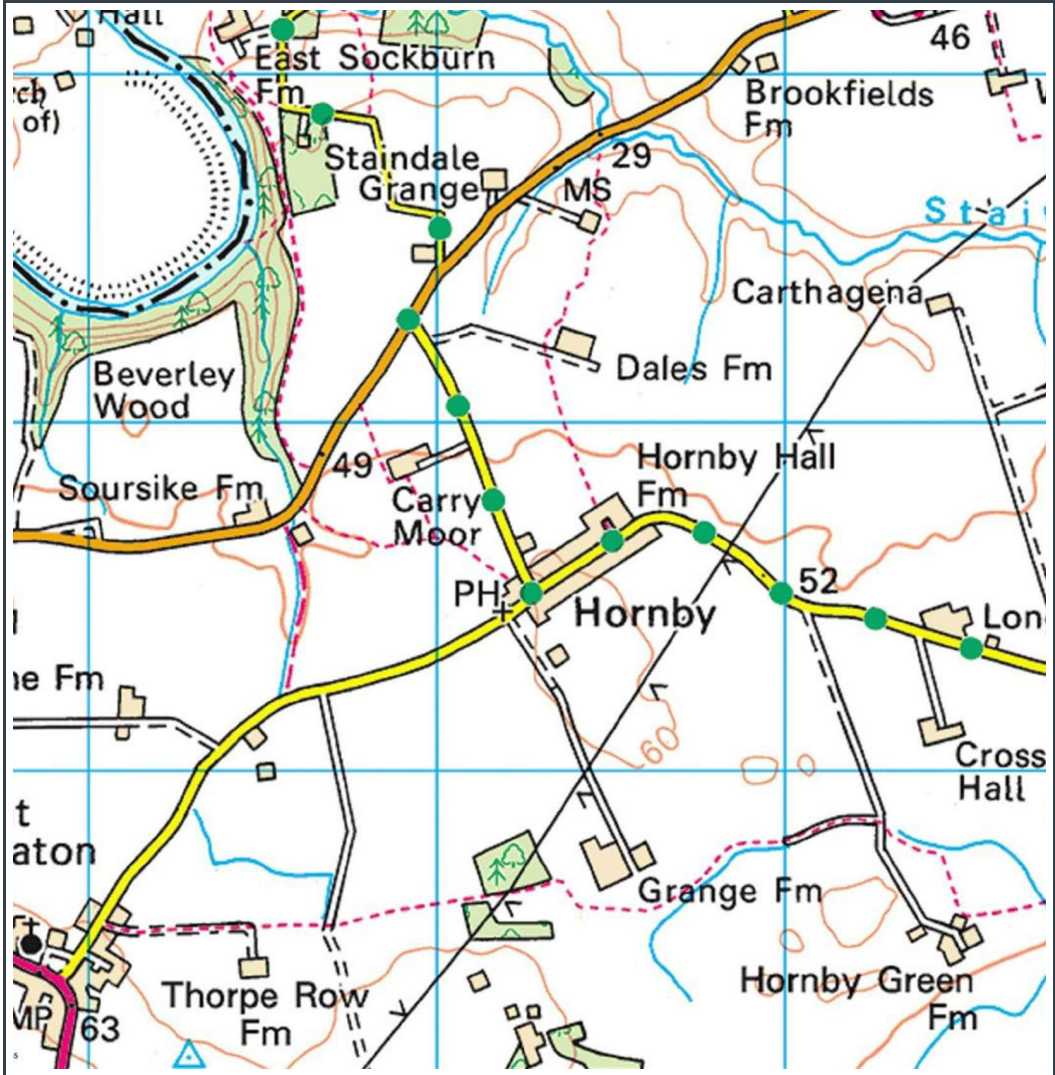 Hall
46
East Sockburn
Fm
Brookfields
Fm
of)
29
Staindale
Grange
MS
Carthagena
Dales Fm
Beverley
Wood
Hornby Hall
Fm
49
Soursike Fm
Carry
Moor
52
PH
Hornby
Lon
ne Fm
60
Cross
Hall
t
aton
Grange Fm
Hornby Green
Fm
Thorpe Row
Fm
MP
63